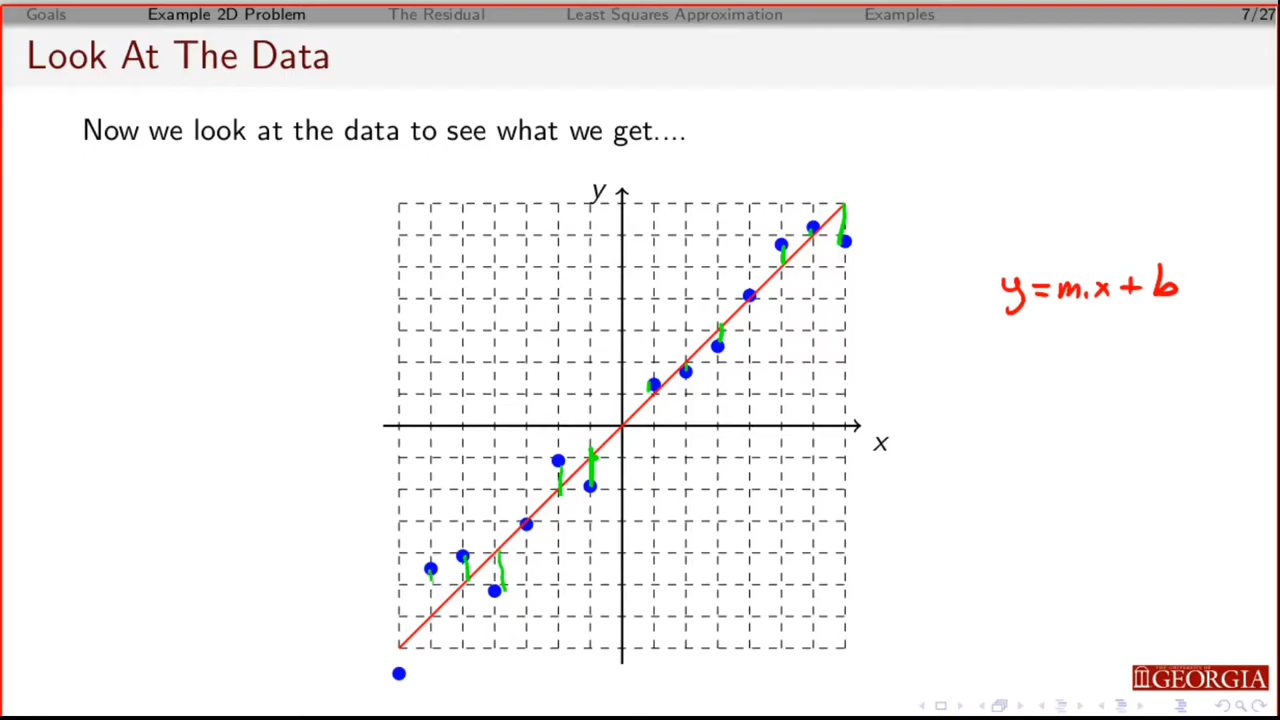 Goals Example 2D Problem The Residual Least Squares Approximation Examples 7/27
Look At The Data
Now we look at the data to see what we get....
y
y=m.x+b
x
GEORGIA